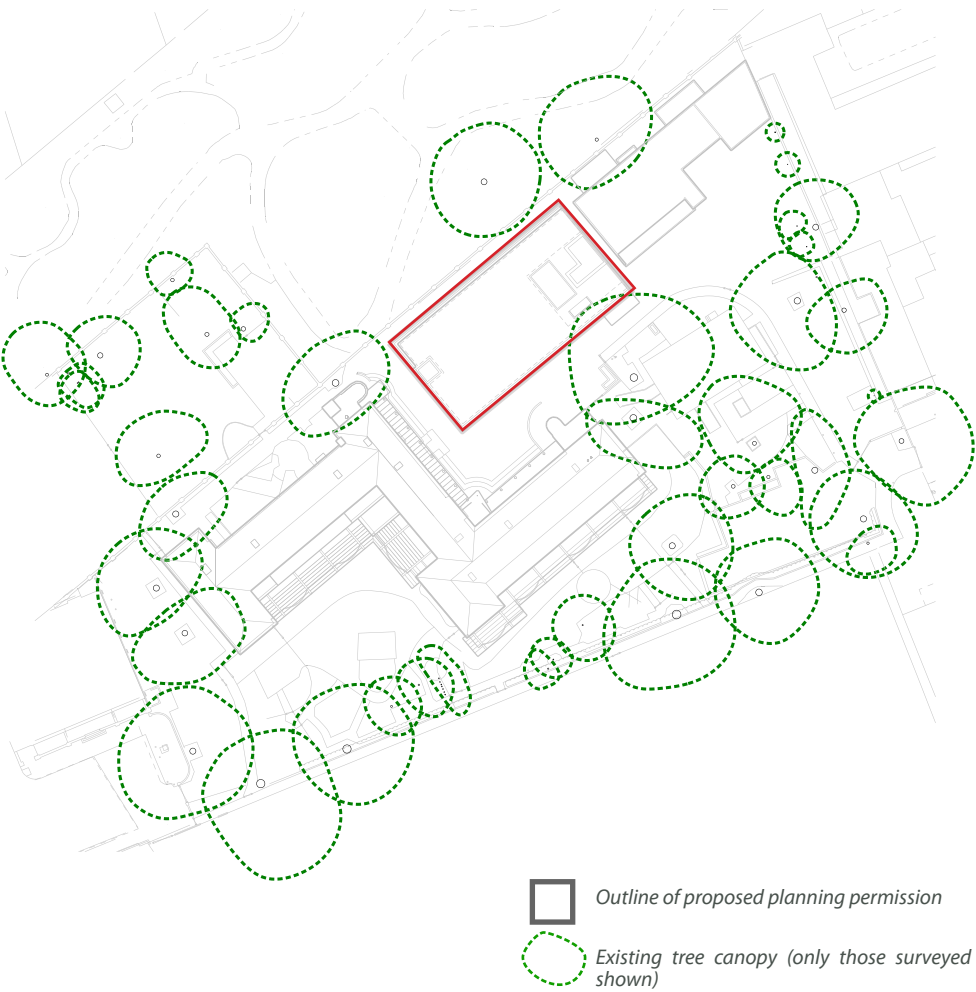 Outline of proposed planning permission
Existing tree canopy (only those surveyed
shown)